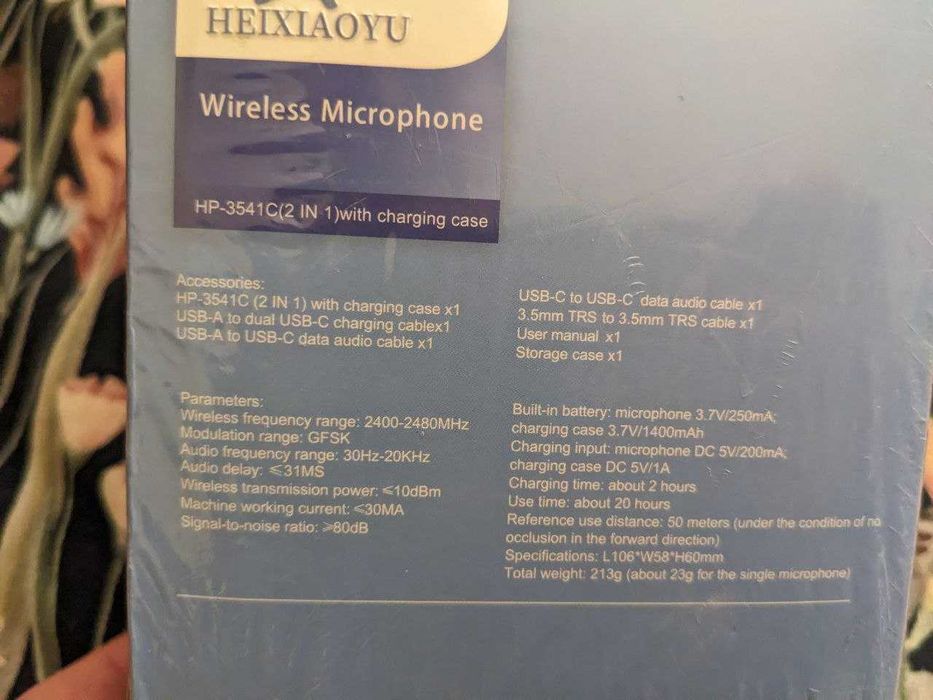 HEIXIAOYU
Wireless Microphone
HP-3541C(2 IN 1)with charging case
Accessories:
HP-3541C (2 IN 1) with charging case x1
USB-A to dual USB-C charging cablex1
USB-A to USB-C data audio cable x1
USB-C to USB-C data audio cable x1
3.5mm TRS to 3.5mm TRS cable x1
User manual x1
Storage case x1
Parameters:
Wireless frequency range: 2400-2480MHz
Modulation range: GFSK
Audio frequency range: 30Hz-20KHz
Audio delay: ⩽31MS
Wireless transmission power: ⩽10dBm
Machine working current: ⩽30MA
Signal-to-noise ratio: ⩾80dB
Built-in battery: microphone 3.7V/250mA;
charging case 3.7V/1400mAh
Charging input: microphone DC 5V/200mA;
charging case DC 5V/1A
Charging time: about 2 hours
Use time: about 20 hours
Reference use distance: 50 meters (under the condition of no
occlusion in the forward direction)
Specifications: L106*W58*H60mm
Total weight: 213g (about 23g for the single microphone)